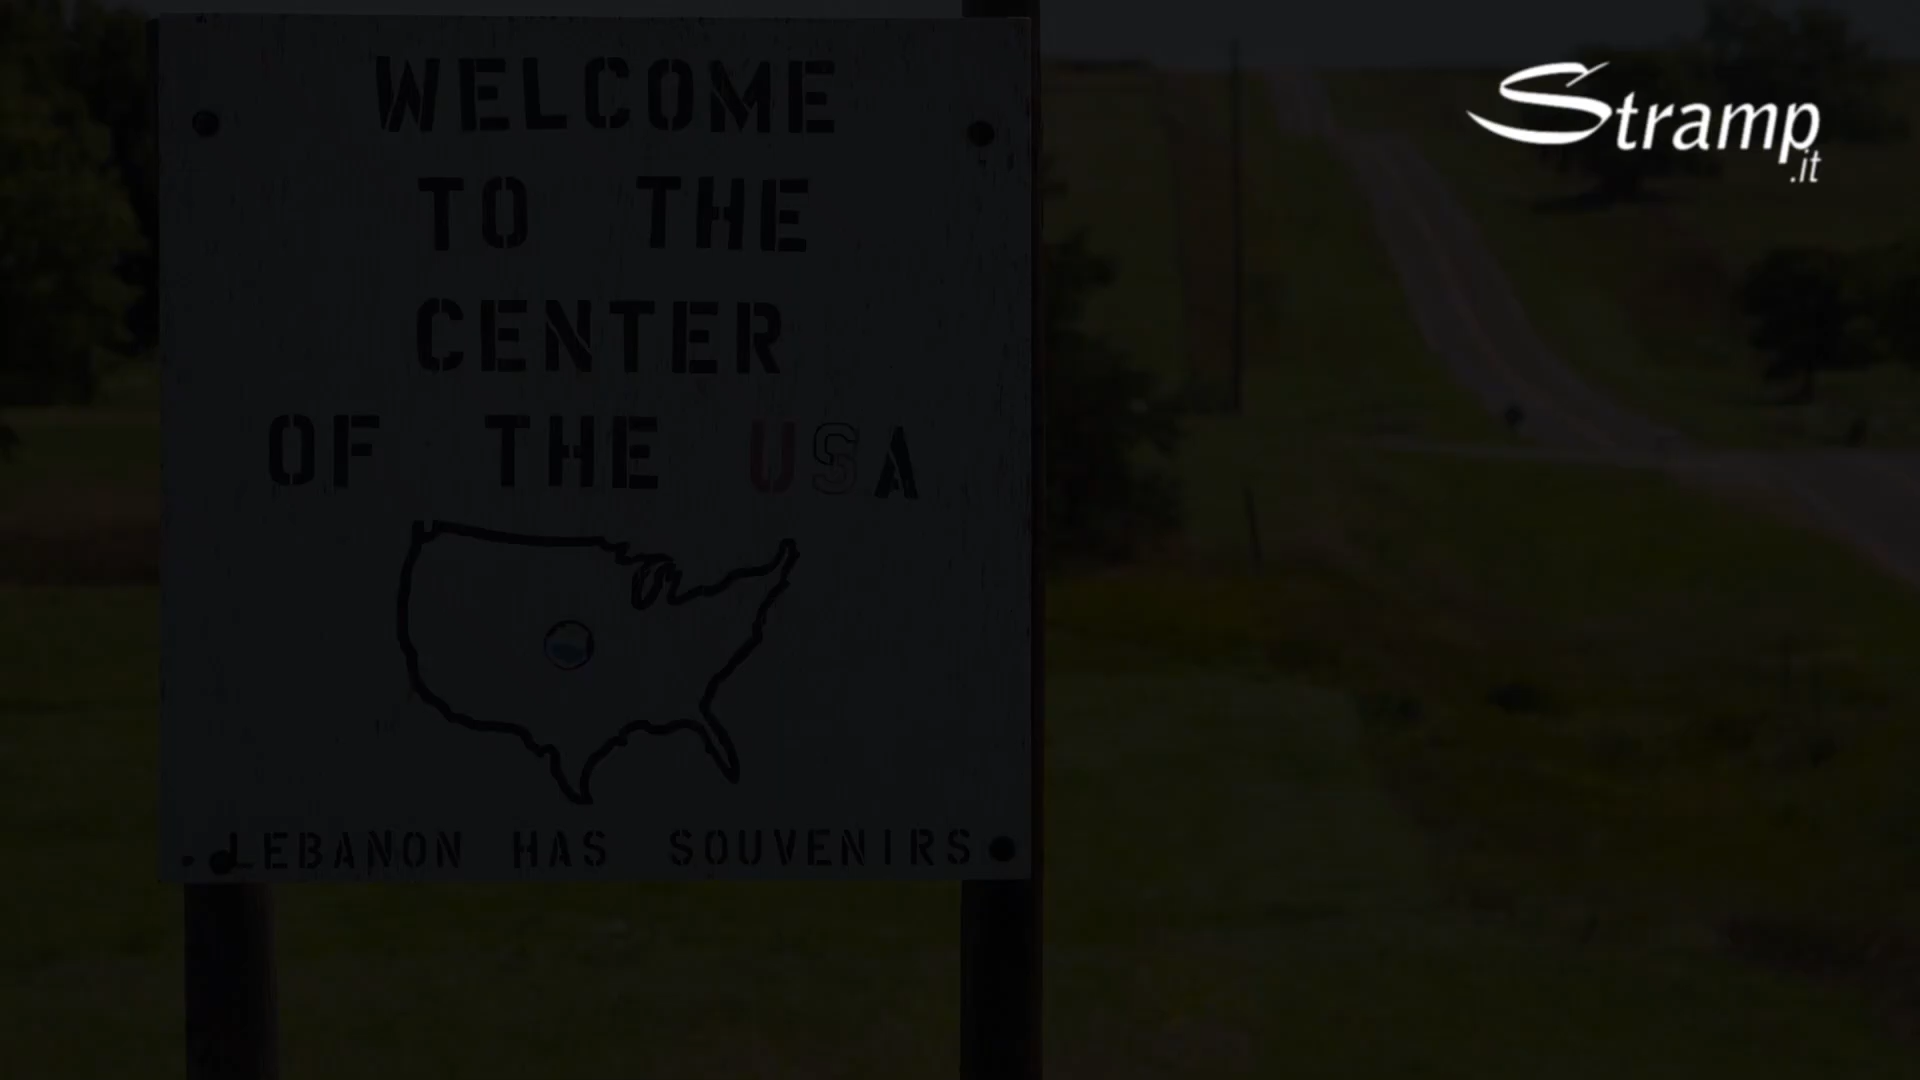 WELCOME
TO THE
CENTER
OF THE USA
LEBANON HAS SOUVENIRS
Stramp
.it